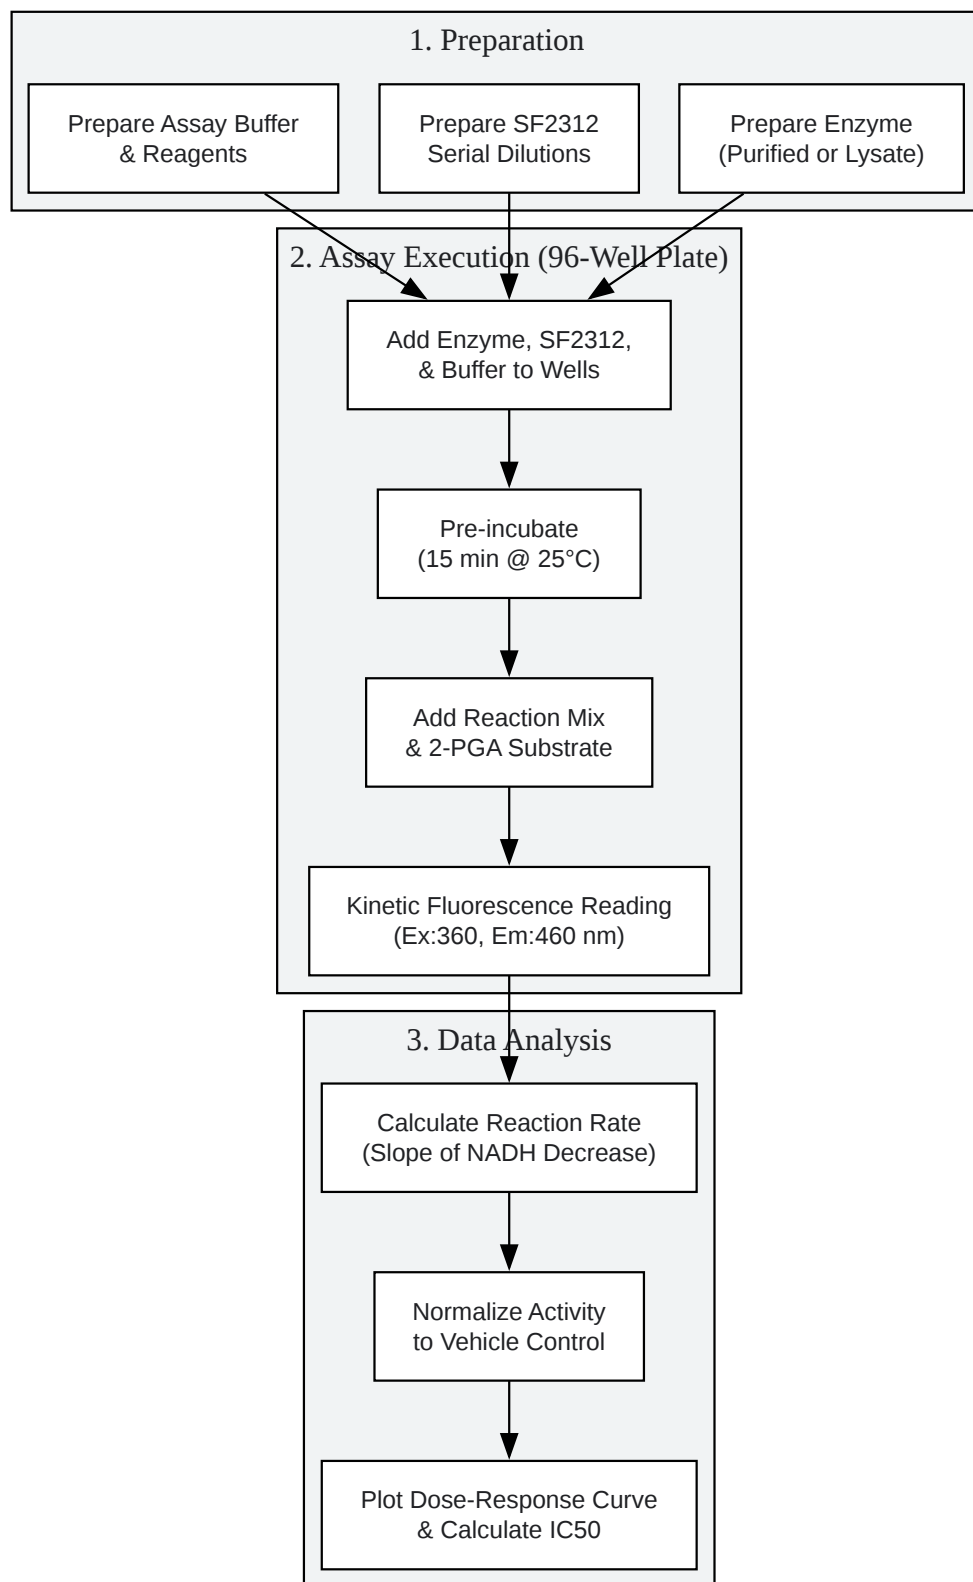 1. Preparation
Prepare Assay Buffer
& Reagents
Prepare SF2312
Serial Dilutions
Prepare Enzyme
(Purified or Lysate)
2. Assay Execution (96-Well Plate)
Add Enzyme, SF2312,
& Buffer to Wells
Pre-incubate
(15 min @ 25°C)
Add Reaction Mix
& 2-PGA Substrate
Kinetic Fluorescence Reading
(Ex:360, Em:460 nm)
3. Data Analysis
Calculate Reaction Rate
(Slope of NADH Decrease)
Normalize Activity
to Vehicle Control
Plot Dose-Response Curve
& Calculate IC50